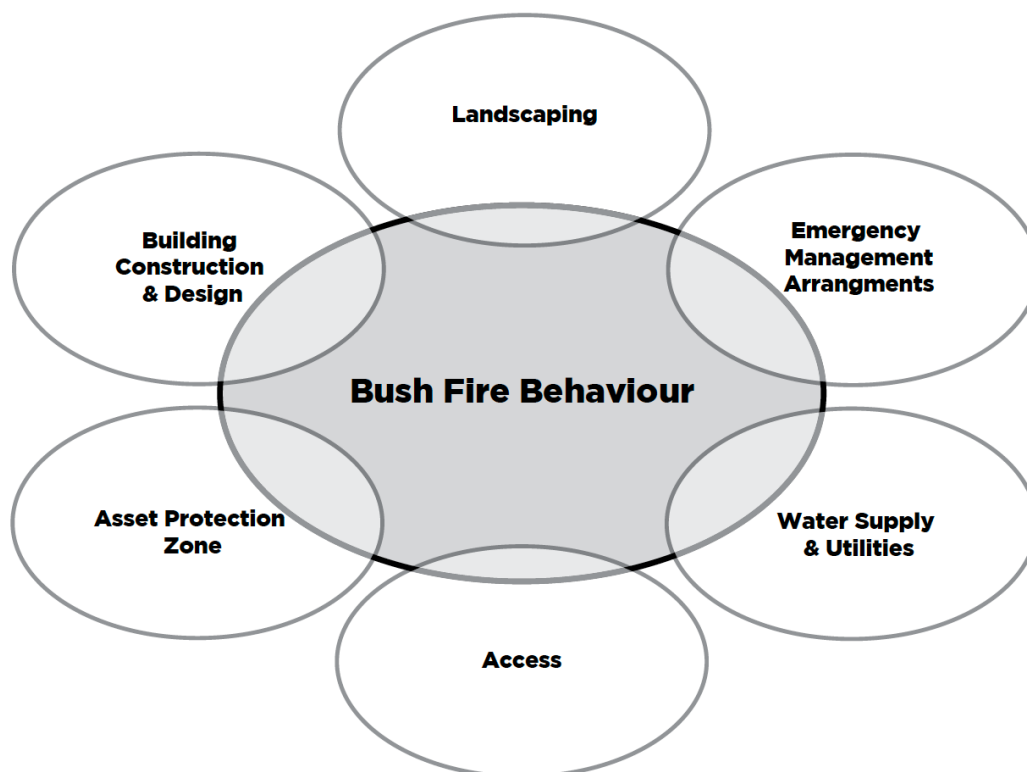 Landscaping
Building
Construction
& Design
Emergency
Management
Arrangments
Bush Fire Behaviour
Asset Protection
Zone
Water Supply
& Utilities
Access